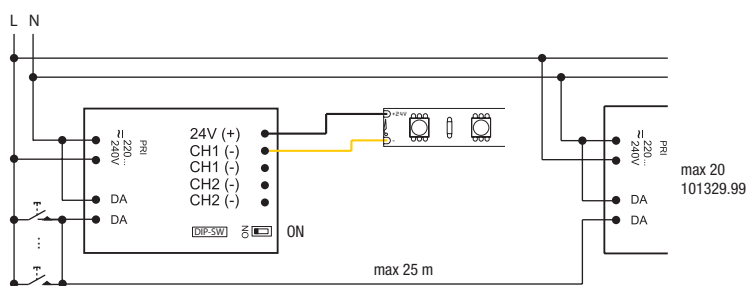 L N
24V (+)
CH1 (-)
CH1 (-)
CH2 (-)
CH2 (-)
≂ 220...
240V
PRI
DA
DA
DIP-SW
ON
ON
+24V
-
max 25 m
≂ 220...
240V
PRI
DA
DA
max 20
101329.99
...